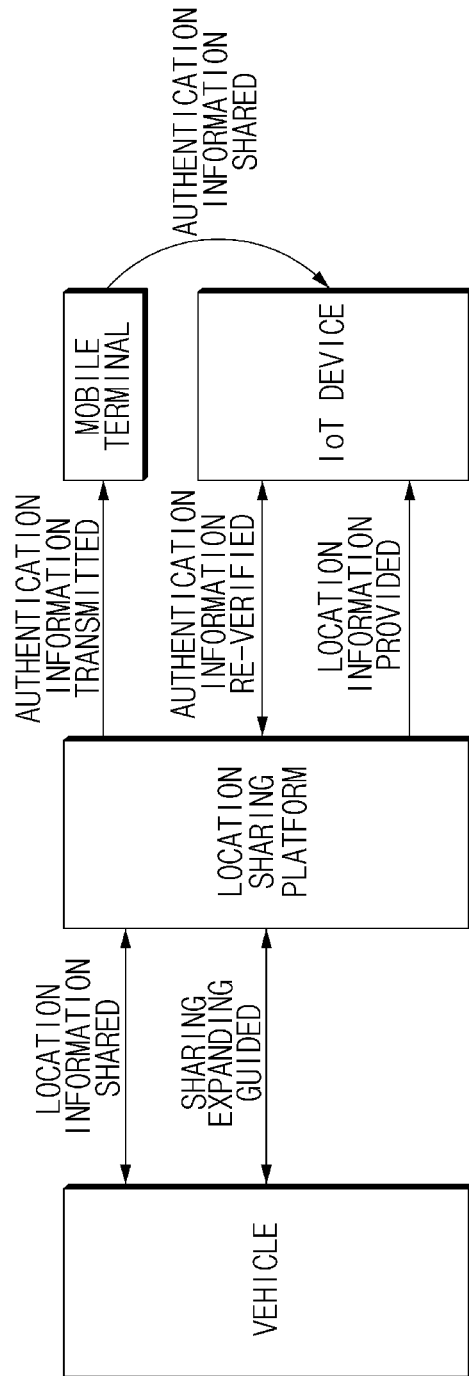 VEHICLE
LOCATION
INFORMATION
SHARED
SHARING
EXPANDING
GUIDED
LOCATION
SHARING
PLATFORM
AUTHENTICATION
INFORMATION
TRANSMITTED
AUTHENTICATION
INFORMATION
RE-VERIFIED
LOCATION
INFORMATION
PROVIDED
MOBILE
TERMINAL
IoT DEVICE
AUTHENTICATION
INFORMATION
SHARED